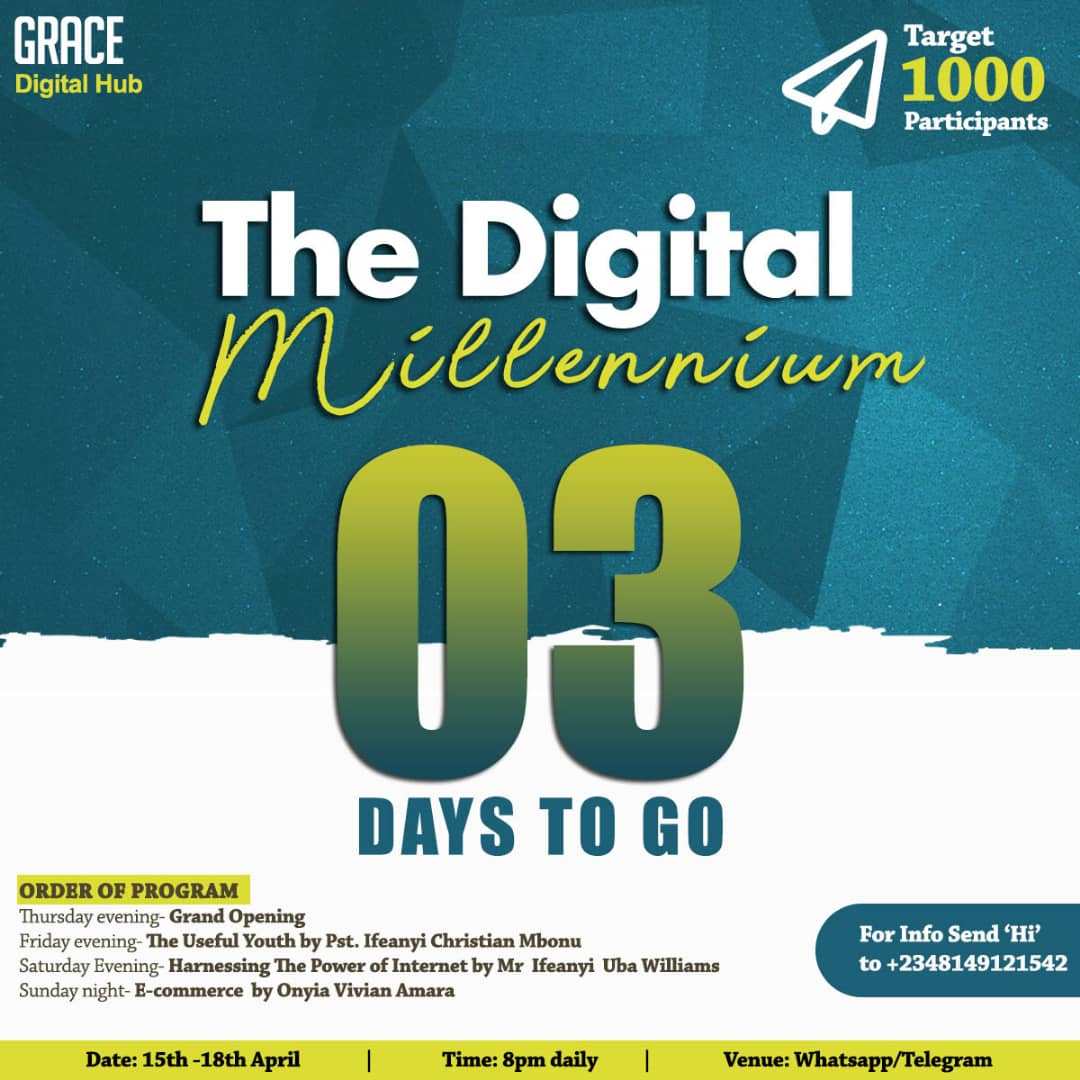 GRACE
Digital Hub
Target
1000
Participants
The Digital
Millennium
03
DAYS TO GO
ORDER OF PROGRAM
Thursday evening- Grand Opening
Friday evening- The Useful Youth by Pst. Ifeanyi Christian Mbonu
Saturday Evening- Harnessing The Power of Internet by Mr Ifeanyi Uba Williams
Sunday night- E-commerce by Onyia Vivian Amara
For Info Send ‘Hi’
to +2348149121542
Date: 15th -18th April | Time: 8pm daily | Venue: Whatsapp/Telegram